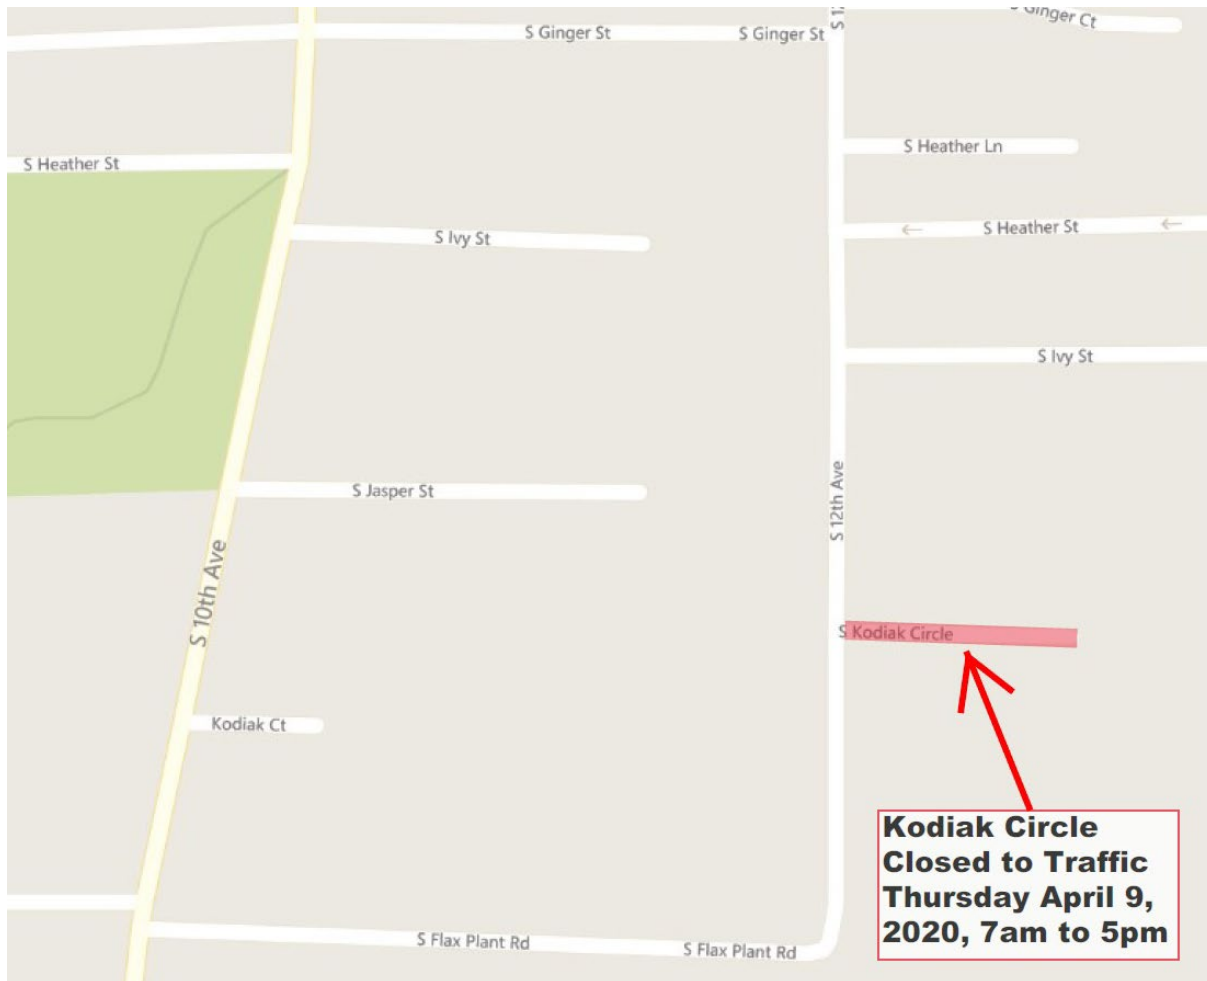 S Ginger Ct
S Ginger St
S Ginger St
S Heather Ln
S Heather St
S Heather St
S Ivy St
S Ivy St
S Jasper St
S 12th Ave
S 10th Ave
S Kodiak Circle
Kodiak Ct
Kodiak Circle
Closed to Traffic
Thursday April 9,
2020, 7am to 5pm
S Flax Plant Rd
S Flax Plant Rd